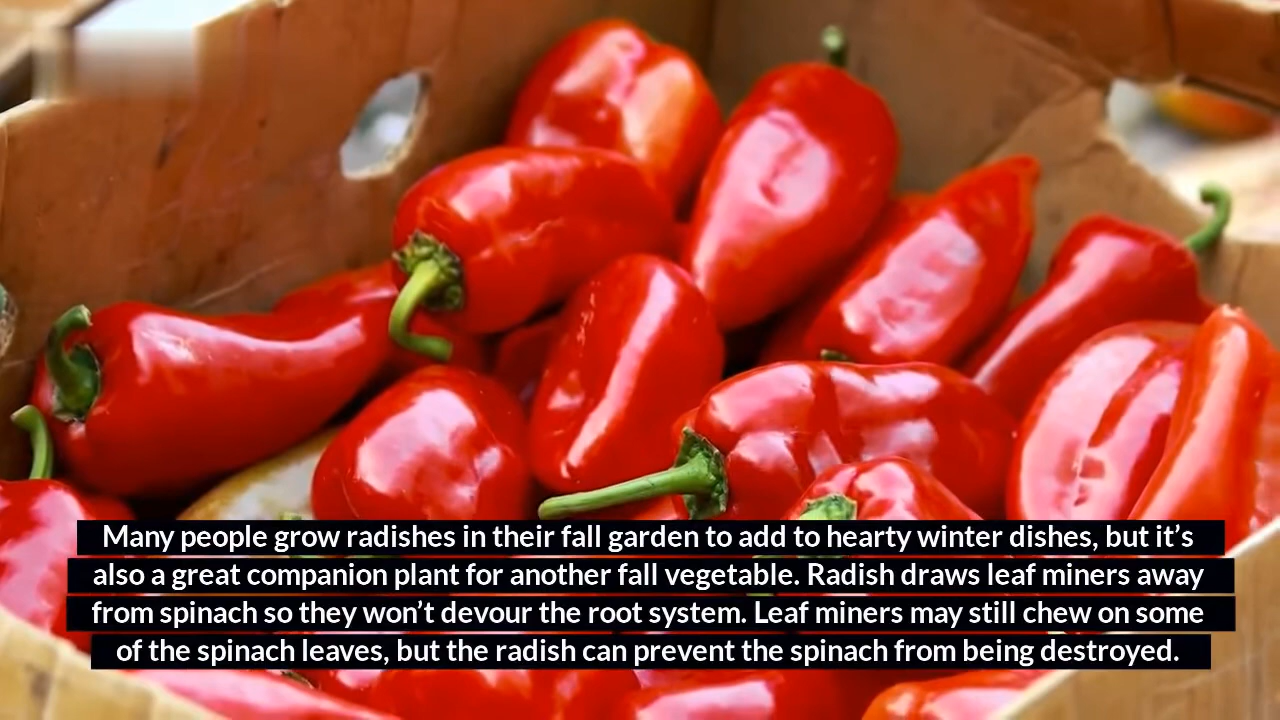 Many people grow radishes in their fall garden to add to hearty winter dishes, but it’s
also a great companion plant for another fall vegetable. Radish draws leaf miners away
from spinach so they won’t devour the root system. Leaf miners may still chew on some
of the spinach leaves, but the radish can prevent the spinach from being destroyed.